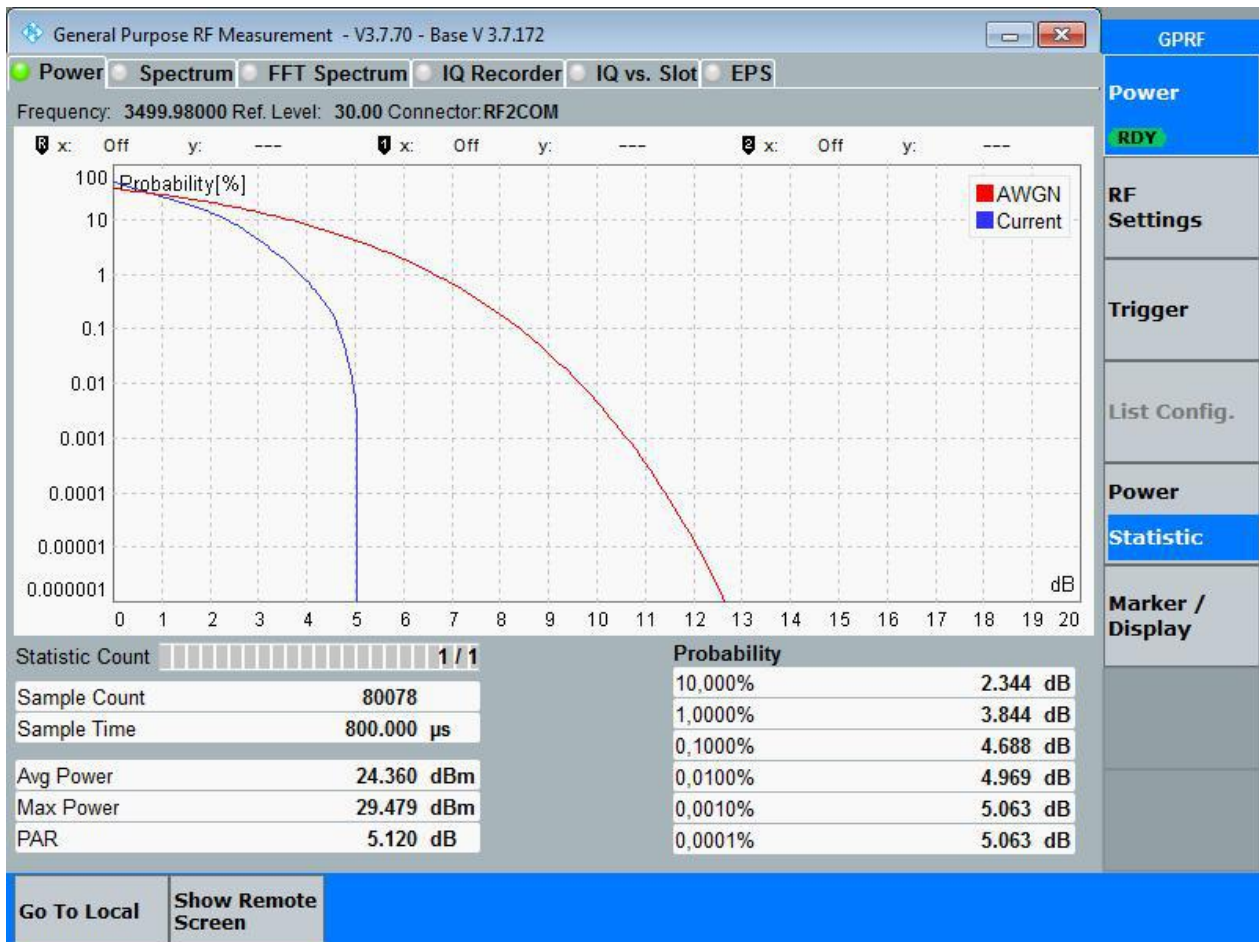 General Purpose RF Measurement - V3.7.70 - Base V 3.7.172
GPRF
Power Spectrum FFT Spectrum IQ Recorder IQ vs. Slot EPS
Frequency: 3499.98000 Ref. Level: 30.00 Connector: RF2COM
R x: Off y: --- 1 x: Off y: --- 2 x: Off y: ---
Probability[%]
AWGN
Current
100
10
1
0.1
0.01
0.001
0.0001
0.00001
0.000001
dB
0 1 2 3 4 5 6 7 8 9 10 11 12 13 14 15 16 17 18 19 20
Statistic Count 1 / 1
Sample Count 80078
Sample Time 800.000 µs
Avg Power 24.360 dBm
Max Power 29.479 dBm
PAR 5.120 dB
Probability
10,000% 2.344 dB
1,0000% 3.844 dB
0,1000% 4.688 dB
0,0100% 4.969 dB
0,0010% 5.063 dB
0,0001% 5.063 dB
Power
RDY
RF
Settings
Trigger
List Config.
Power
Statistic
Marker /
Display
Go To Local
Show Remote
Screen